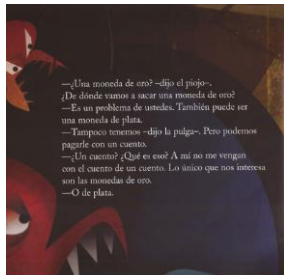 —¿Una moneda de oro? –dijo el piojo–.
¿De dónde vamos a sacar una moneda de oro?
—Es un problema de ustedes. También puede ser
una moneda de plata.
—Tampoco tenemos –dijo la pulga–. Pero podemos
pagarle con un cuento.
—¿Un cuento? ¿Qué es eso? A mí no me vengan
con el cuento de un cuento. Lo único que nos interesa
son las monedas de oro.
—O de plata.